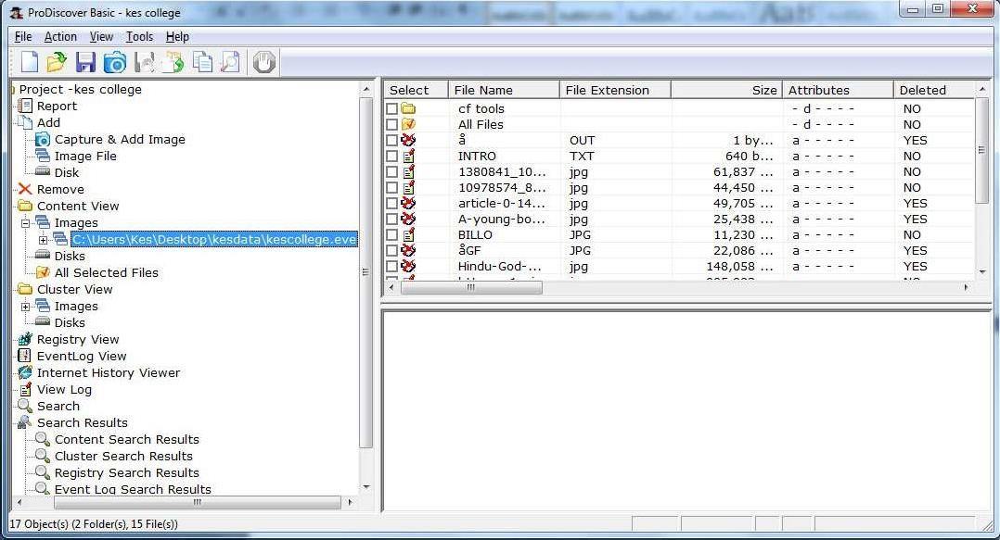 ProDiscover Basic - kes college
File Action View Tools Help
Project -kes college
Report
Add
Capture & Add Image
Image File
Disk
Remove
Content View
Images
C:\Users\Kes\Desktop\kesdata\kescollege.eve
Disks
All Selected Files
Cluster View
Images
Disks
Registry View
EventLog View
Internet History Viewer
View Log
Search
Search Results
Content Search Results
Cluster Search Results
Registry Search Results
Event Log Search Results
Select File Name File Extension Size Attributes Deleted
cf tools - d - - - - NO
All Files - d - - - - NO
å OUT 1 by... a - - - - - YES
INTRO TXT 640 b... a - - - - - NO
1380841_10... jpg 61,837 ... a - - - - - NO
10978574_8... jpg 44,450 ... a - - - - - NO
article-0-14... jpg 49,705 ... a - - - - - YES
A-young-bo... jpg 25,438 ... a - - - - - YES
BILLO JPG 11,230 ... a - - - - - NO
åGF JPG 22,086 ... a - - - - - YES
Hindu-God-... jpg 148,058 ... a - - - - - YES
17 Object(s) (2 Folder(s), 15 File(s))